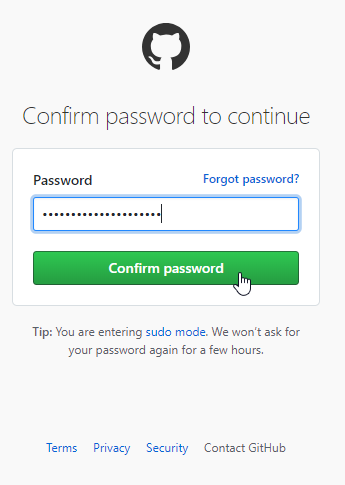 Confirm password to continue
Password Forgot password?
•••••••••••••••••••••
Confirm password
Tip: You are entering sudo mode. We won’t ask for
your password again for a few hours.
Terms Privacy Security Contact GitHub